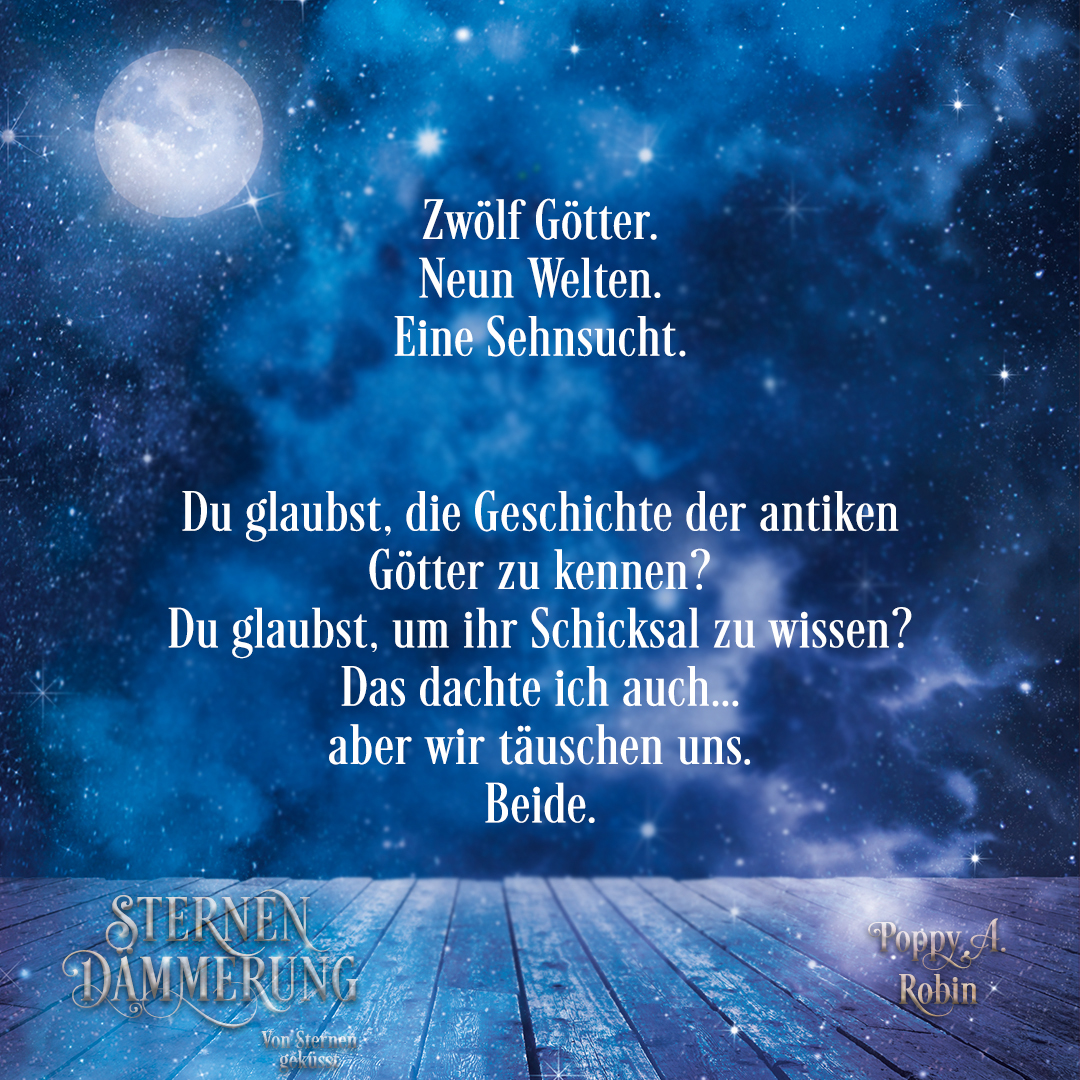 Zwölf Götter.
Neun Welten.
Eine Sehnsucht.
Du glaubst, die Geschichte der antiken
Götter zu kennen?
Du glaubst, um ihr Schicksal zu wissen?
Das dachte ich auch...
aber wir täuschen uns.
Beide.
STERNEN
DÄMMERUNG
Von Sternen
geküsst
Poppy A.
Robin